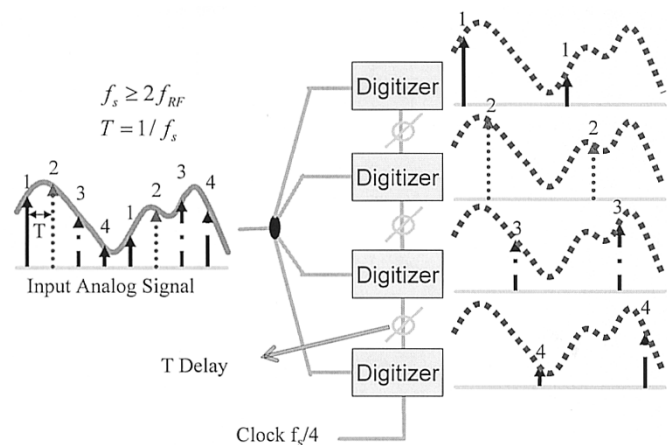 f_s ≥ 2f_RF
T = 1/f_s
1 2 3 4 1 2 3 4
T
Input Analog Signal
Digitizer
Digitizer
Digitizer
Digitizer
T Delay
Clock f_s/4
1 1
2 2
3 3
4 4